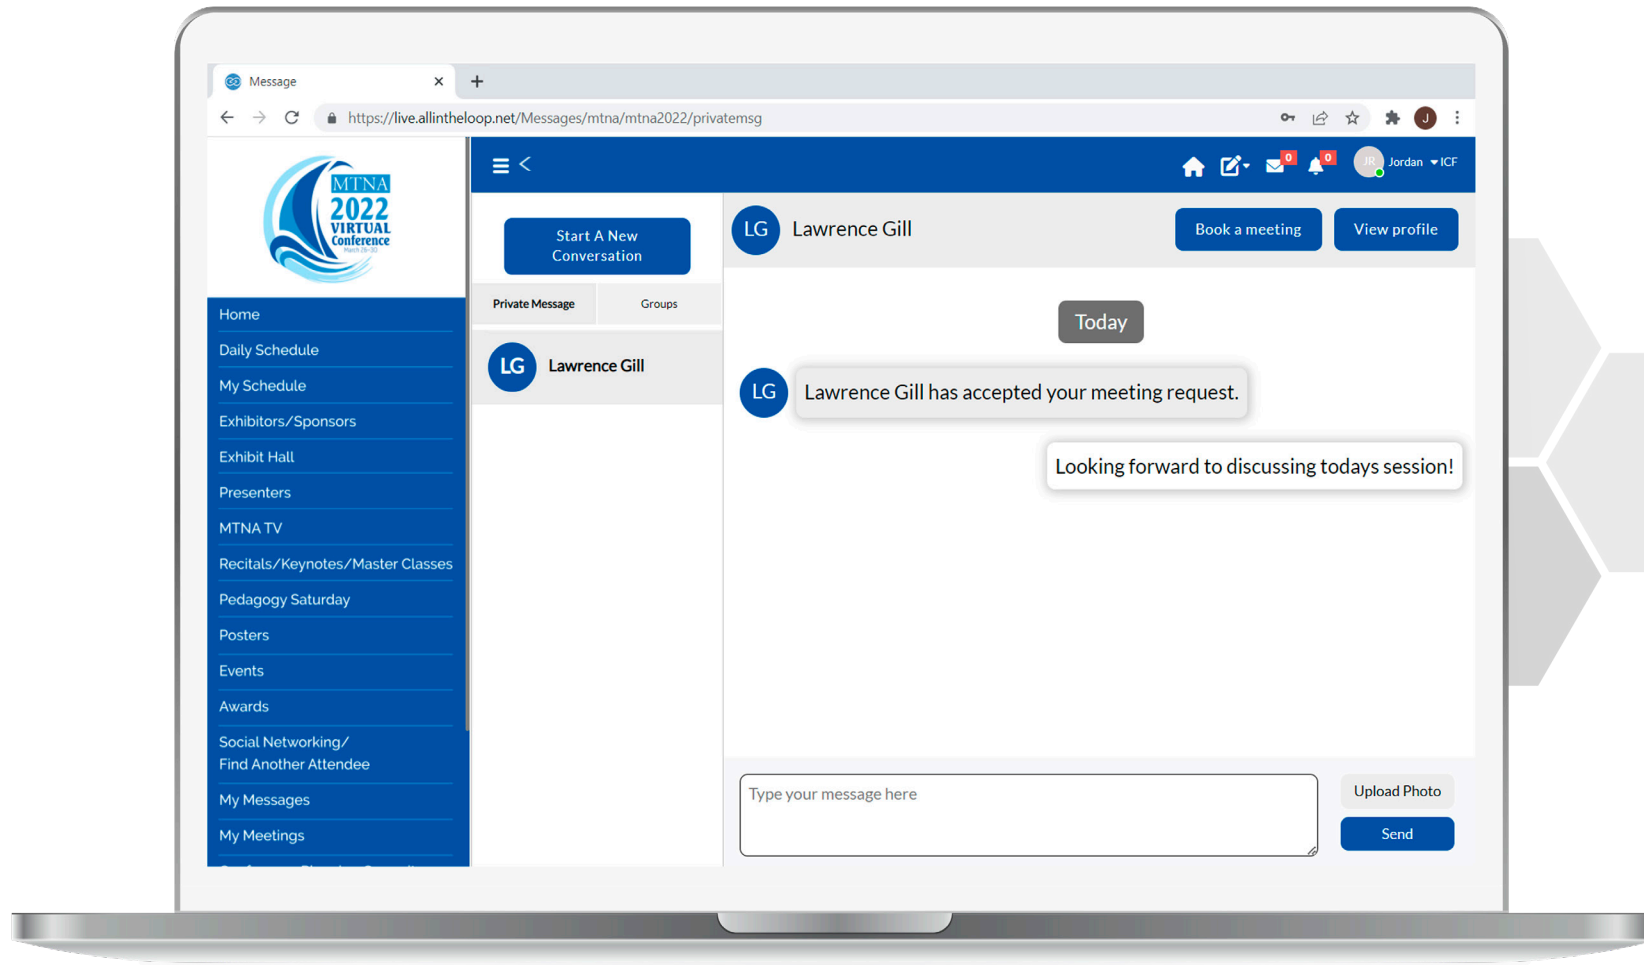 Message
https://live.allintheloop.net/Messages/mtna/mtna2022/privatemsg
J
MTNA
2022
VIRTUAL
Conference
March 26-30
0
0
JR
Jordan
ICF
Home
Daily Schedule
My Schedule
Exhibitors/Sponsors
Exhibit Hall
Presenters
MTNA TV
Recitals/Keynotes/Master Classes
Pedagogy Saturday
Posters
Events
Awards
Social Networking/
Find Another Attendee
My Messages
My Meetings
Start A New
Conversation
Private Message
Groups
LG
Lawrence Gill
LG
Lawrence Gill
Book a meeting
View profile
Today
LG
Lawrence Gill has accepted your meeting request.
Looking forward to discussing todays session!
Type your message here
Upload Photo
Send